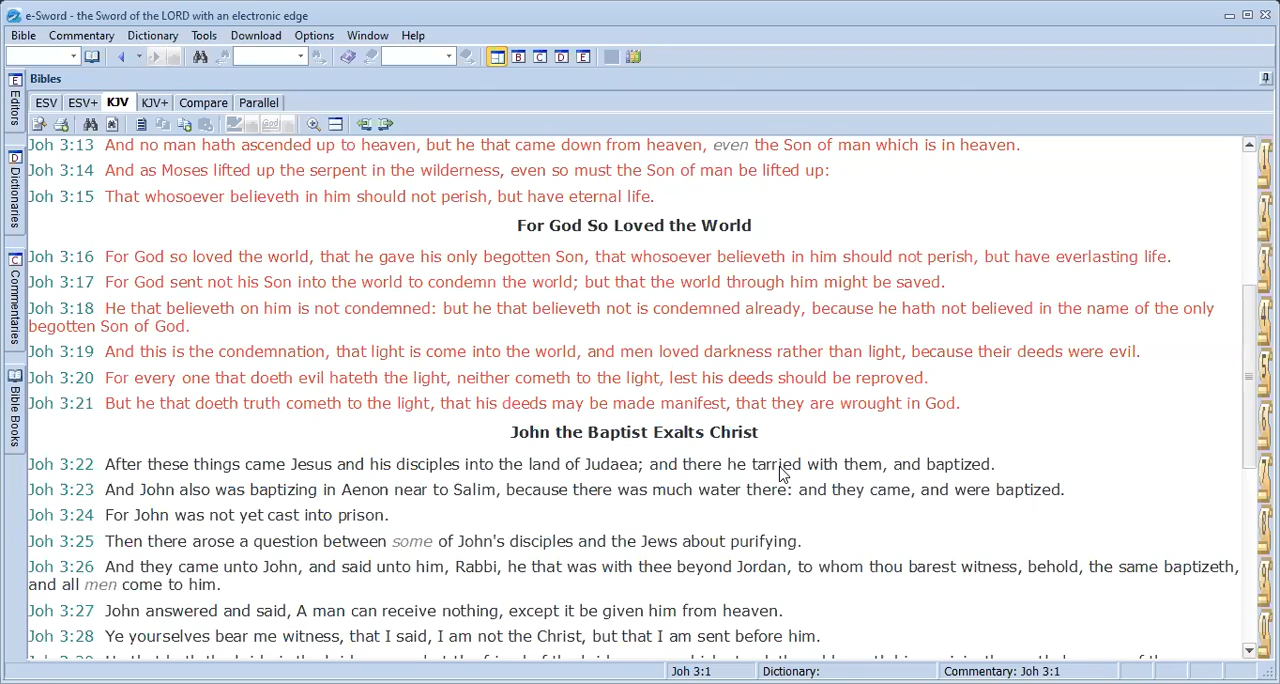 e-Sword - the Sword of the LORD with an electronic edge
Bible Commentary Dictionary Tools Download Options Window Help
B C D E
Bibles
ESV ESV+ KJV KJV+ Compare Parallel
E Editors
D Dictionaries
C Commentaries
Bible Books
Joh 3:13 And no man hath ascended up to heaven, but he that came down from heaven, even the Son of man which is in heaven.
Joh 3:14 And as Moses lifted up the serpent in the wilderness, even so must the Son of man be lifted up:
Joh 3:15 That whosoever believeth in him should not perish, but have eternal life.
For God So Loved the World
Joh 3:16 For God so loved the world, that he gave his only begotten Son, that whosoever believeth in him should not perish, but have everlasting life.
Joh 3:17 For God sent not his Son into the world to condemn the world; but that the world through him might be saved.
Joh 3:18 He that believeth on him is not condemned: but he that believeth not is condemned already, because he hath not believed in the name of the only
begotten Son of God.
Joh 3:19 And this is the condemnation, that light is come into the world, and men loved darkness rather than light, because their deeds were evil.
Joh 3:20 For every one that doeth evil hateth the light, neither cometh to the light, lest his deeds should be reproved.
Joh 3:21 But he that doeth truth cometh to the light, that his deeds may be made manifest, that they are wrought in God.
John the Baptist Exalts Christ
Joh 3:22 After these things came Jesus and his disciples into the land of Judaea; and there he tarried with them, and baptized.
Joh 3:23 And John also was baptizing in Aenon near to Salim, because there was much water there: and they came, and were baptized.
Joh 3:24 For John was not yet cast into prison.
Joh 3:25 Then there arose a question between some of John's disciples and the Jews about purifying.
Joh 3:26 And they came unto John, and said unto him, Rabbi, he that was with thee beyond Jordan, to whom thou barest witness, behold, the same baptizeth,
and all men come to him.
Joh 3:27 John answered and said, A man can receive nothing, except it be given him from heaven.
Joh 3:28 Ye yourselves bear me witness, that I said, I am not the Christ, but that I am sent before him.
Joh 3:1 Dictionary: Commentary: Joh 3:1